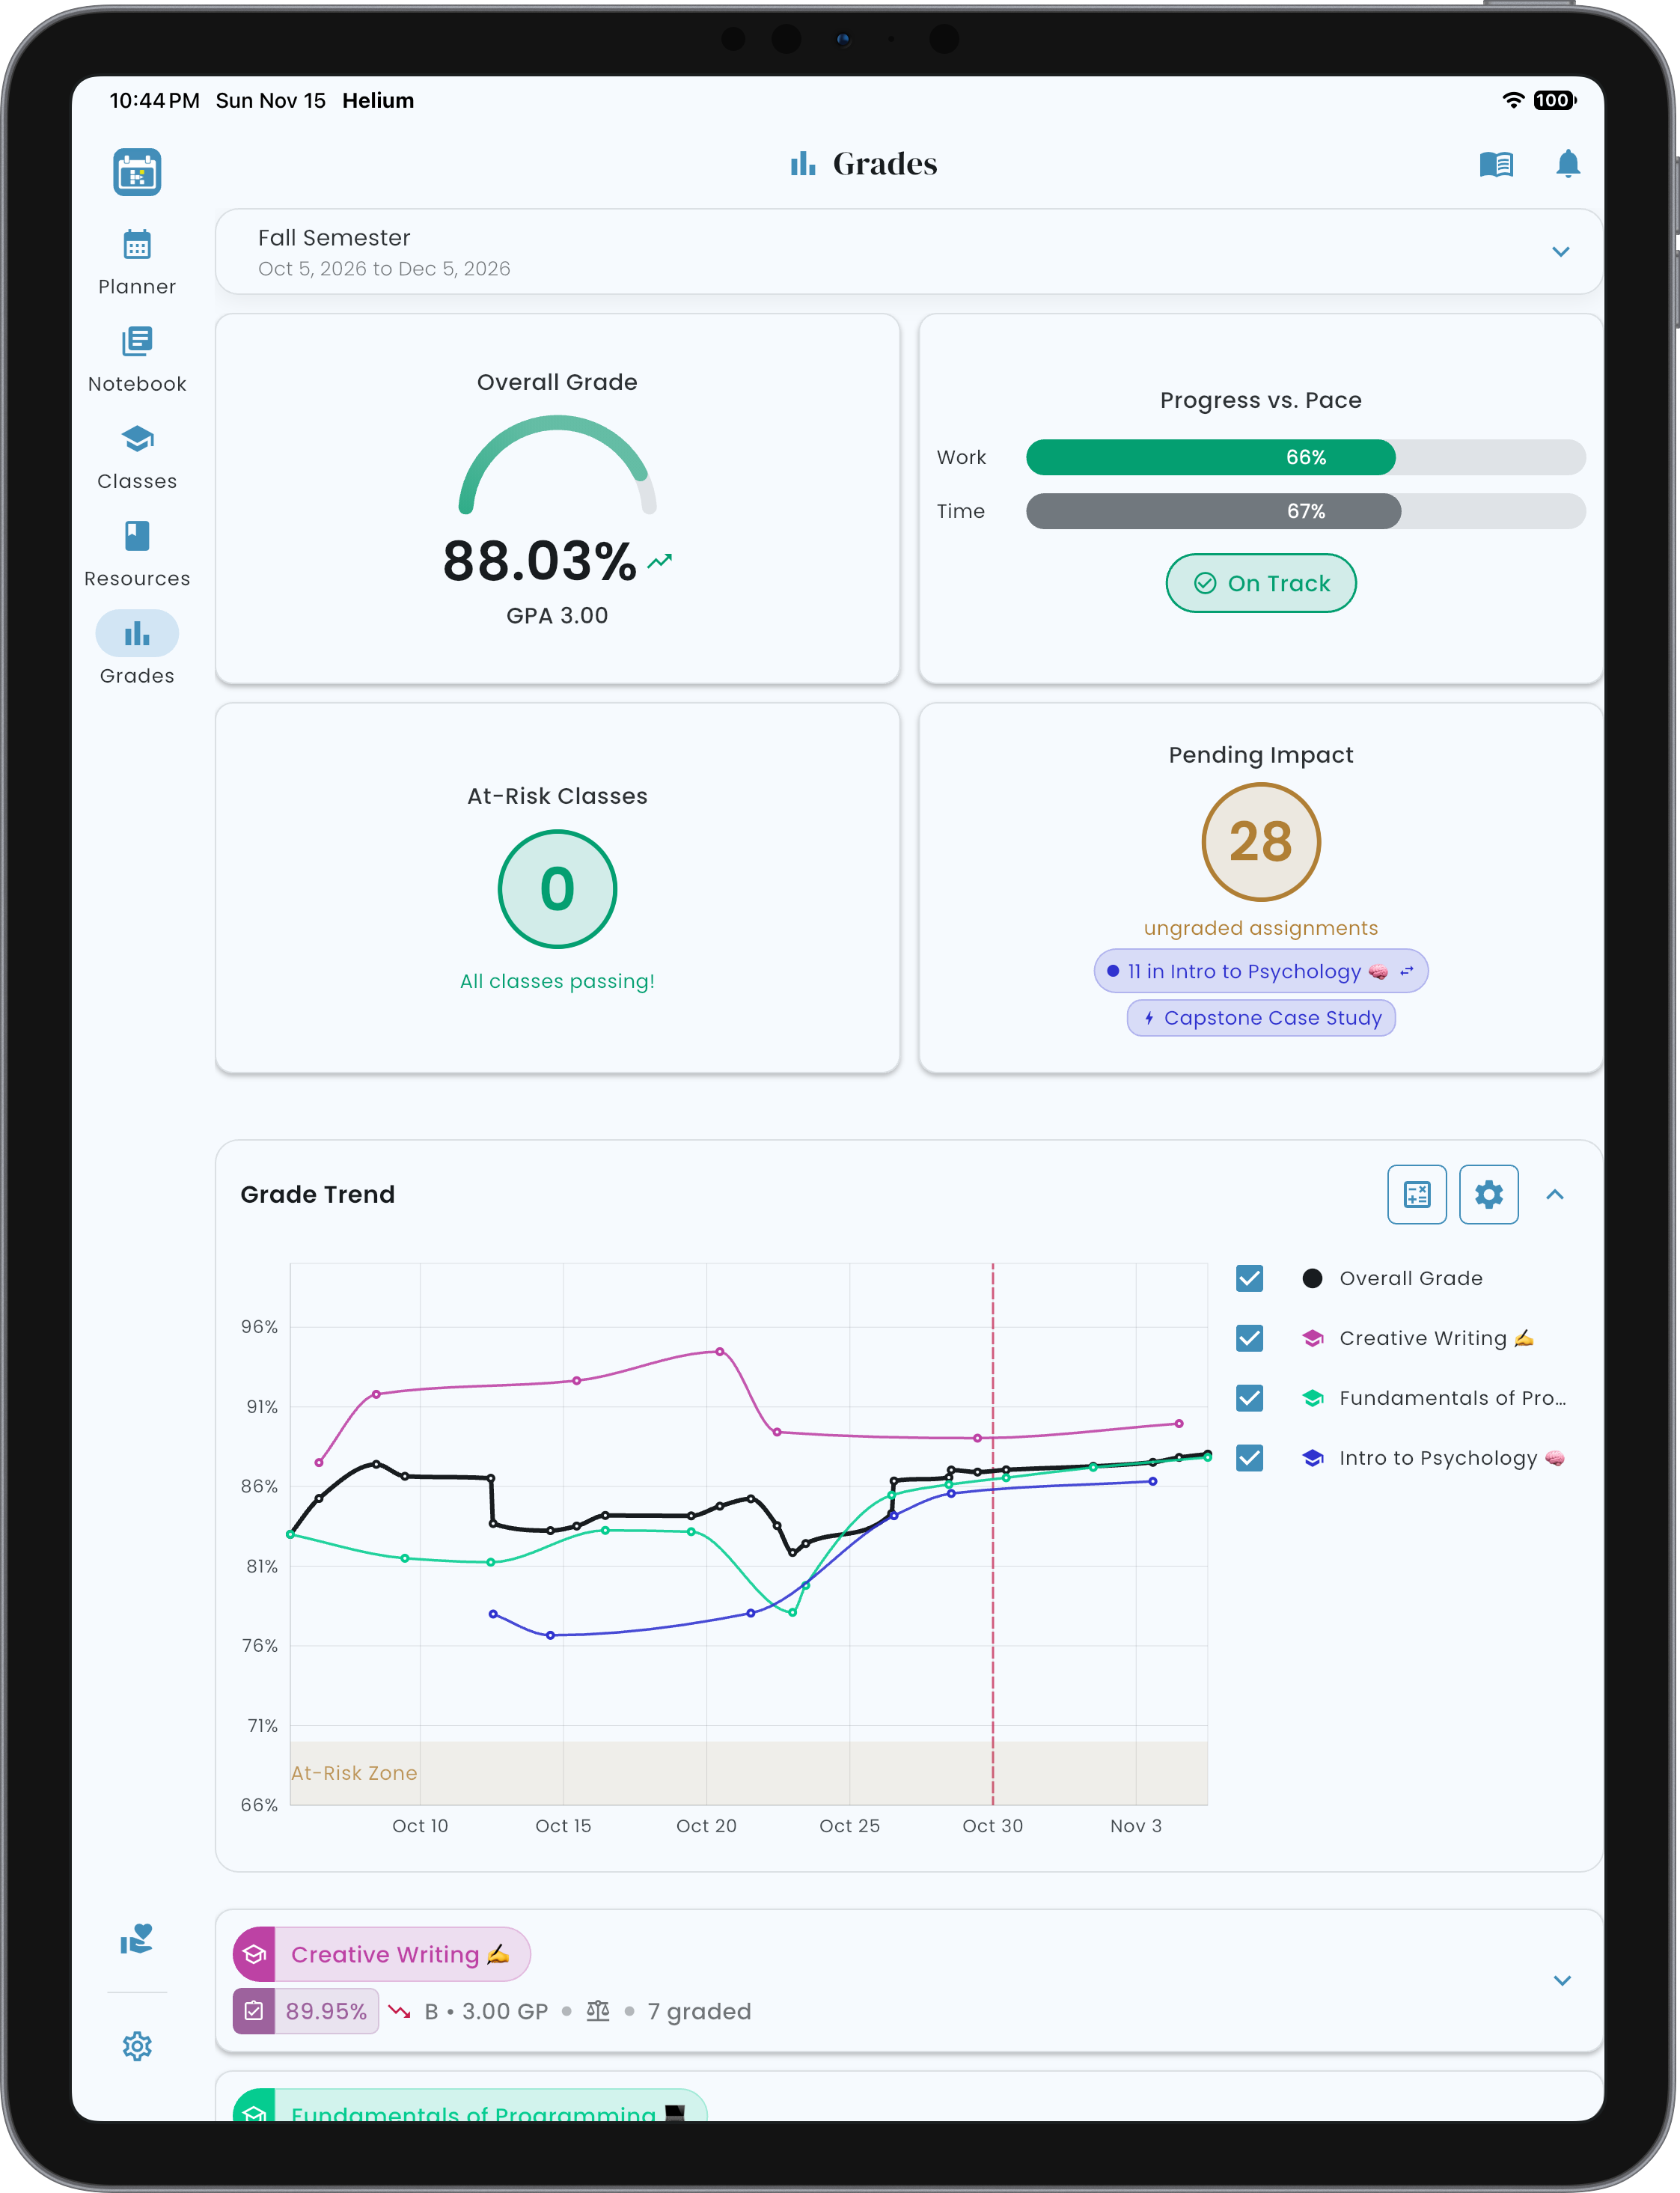 10:44 PM Sun Nov 15 Helium
100
Grades
Planner
Notebook
Classes
Resources
Grades
Fall Semester
Oct 5, 2026 to Dec 5, 2026
Overall Grade
88.03%
GPA 3.00
Progress vs. Pace
Work 66%
Time 67%
On Track
At-Risk Classes
0
All classes passing!
Pending Impact
28
ungraded assignments
11 in Intro to Psychology 🧠
Capstone Case Study
Grade Trend
96%
91%
86%
81%
76%
71%
66%
At-Risk Zone
Oct 10 Oct 15 Oct 20 Oct 25 Oct 30 Nov 3
Overall Grade
Creative Writing ✍️
Fundamentals of Pro...
Intro to Psychology 🧠
Creative Writing ✍️
89.95% B • 3.00 GP • • 7 graded
Fundamentals of Programming